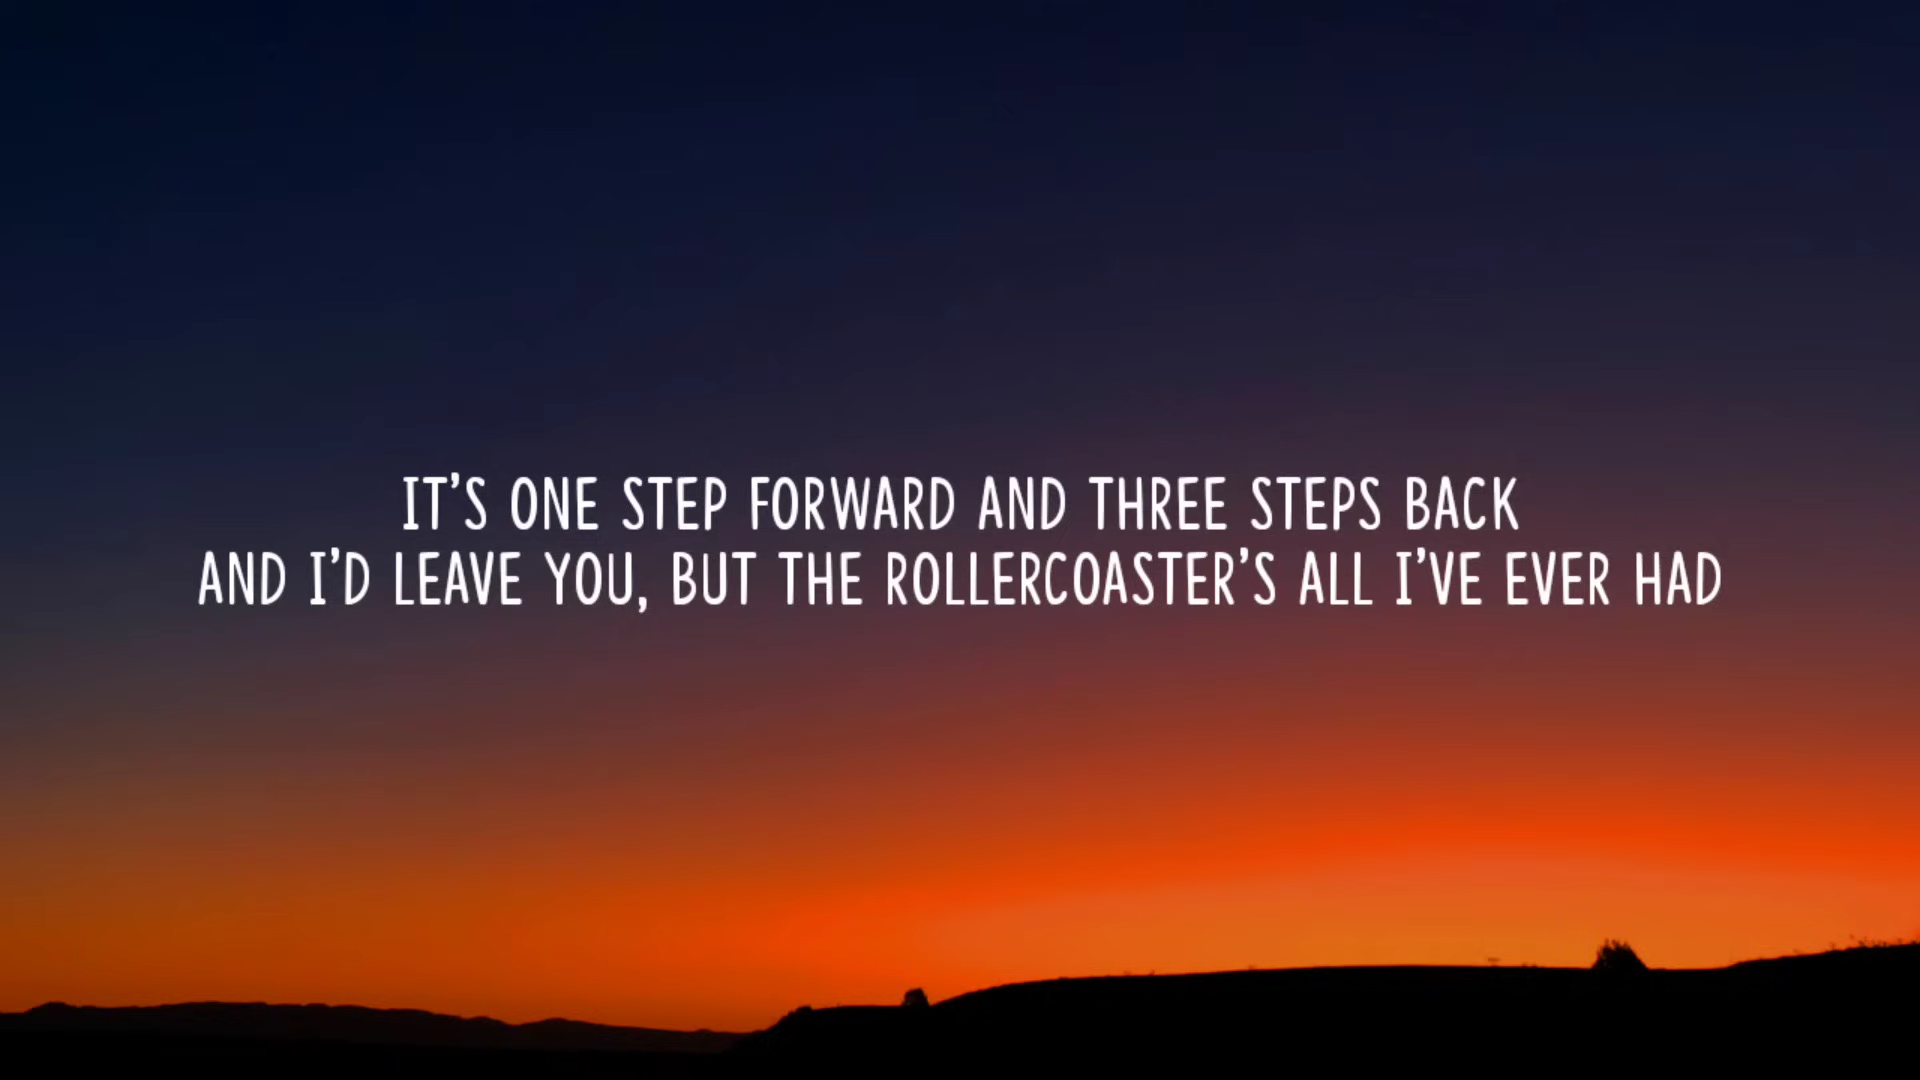 IT'S ONE STEP FORWARD AND THREE STEPS BACK
AND I'D LEAVE YOU, BUT THE ROLLERCOASTER'S ALL I'VE EVER HAD